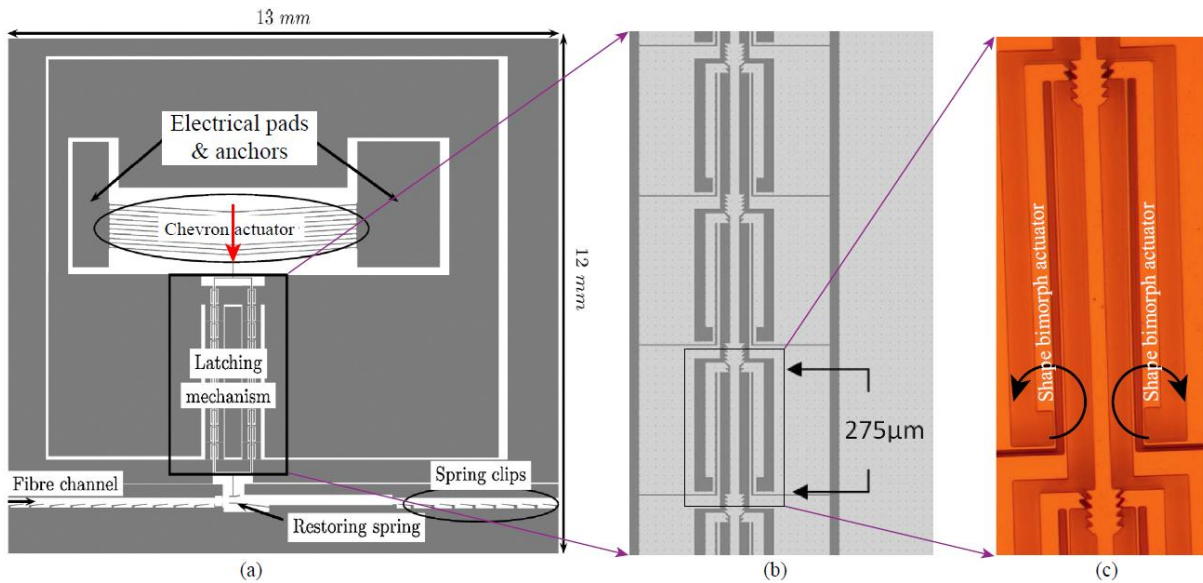 13 mm
Electrical pads
& anchors
Chevron actuator
12 mm
Latching
mechanism
Fibre channel
Spring clips
Restoring spring
(a)
275µm
(b)
Shape bimorph actuator
Shape bimorph actuator
(c)